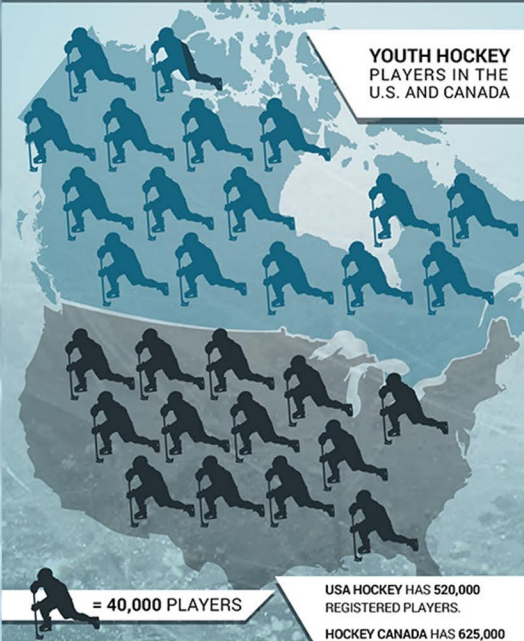 YOUTH HOCKEY
PLAYERS IN THE
U.S. AND CANADA
= 40,000 PLAYERS
USA HOCKEY HAS 520,000
REGISTERED PLAYERS.
HOCKEY CANADA HAS 625,000